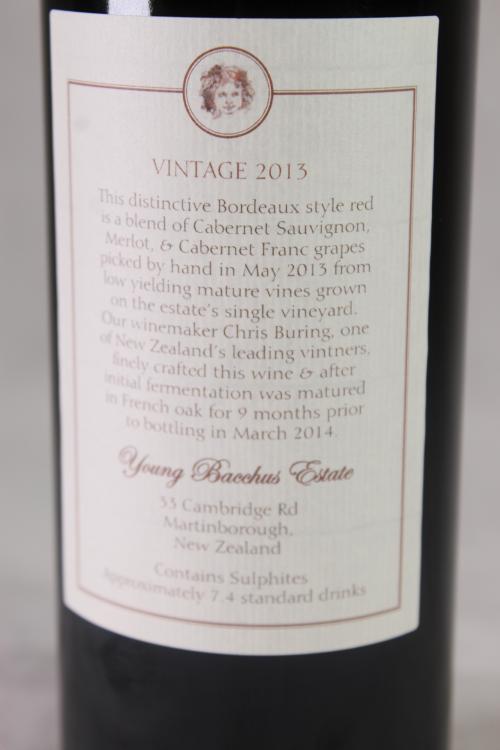 VINTAGE 2013
This distinctive Bordeaux style red
is a blend of Cabernet Sauvignon,
Merlot, & Cabernet Franc grapes
picked by hand in May 2013 from
low yielding mature vines grown
on the estate's single vineyard.
Our winemaker Chris Buring, one
of New Zealand's leading vintners,
finely crafted this wine & after
initial fermentation was matured
in French oak for 9 months prior
to bottling in March 2014.
Young Bacchus Estate
33 Cambridge Rd
Martinborough,
New Zealand
Contains Sulphites
Approximately 7.4 standard drinks